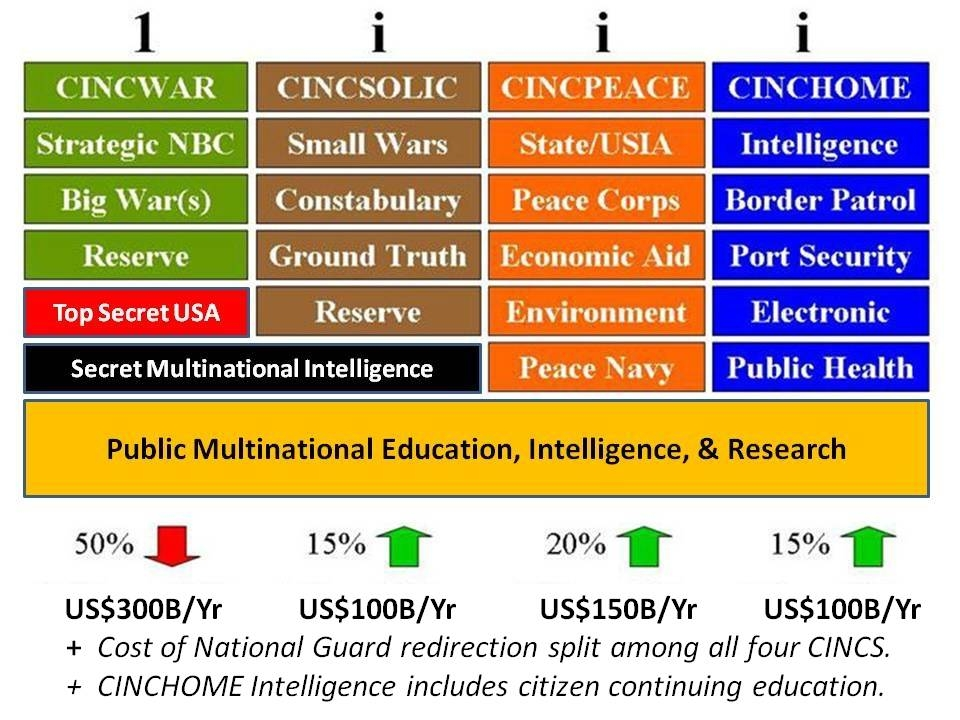 1 i i i
CINCWAR CINCSOLIC CINCPEACE CINCHOME
Strategic NBC Small Wars State/USIA Intelligence
Big War(s) Constabulary Peace Corps Border Patrol
Reserve Ground Truth Economic Aid Port Security
Top Secret USA Reserve Environment Electronic
Secret Multinational Intelligence Peace Navy Public Health
Public Multinational Education, Intelligence, & Research
50% 15% 20% 15%
US$300B/Yr US$100B/Yr US$150B/Yr US$100B/Yr
+ Cost of National Guard redirection split among all four CINCS.
+ CINCHOME Intelligence includes citizen continuing education.